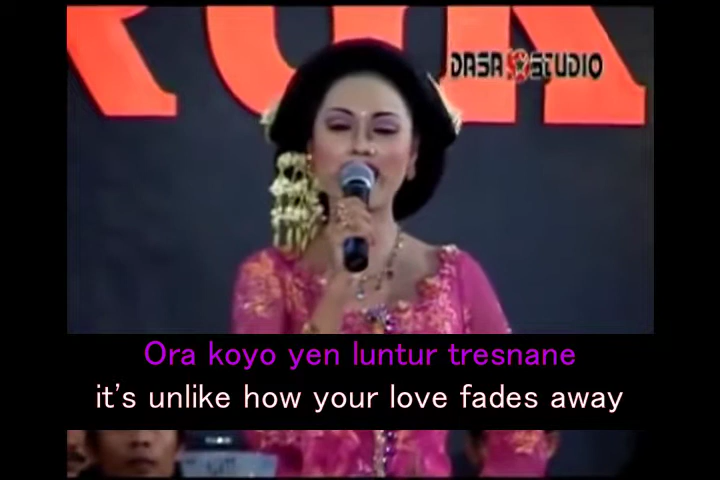 DASA STUDIO
Ora koyo yen luntur tresnane
it's unlike how your love fades away